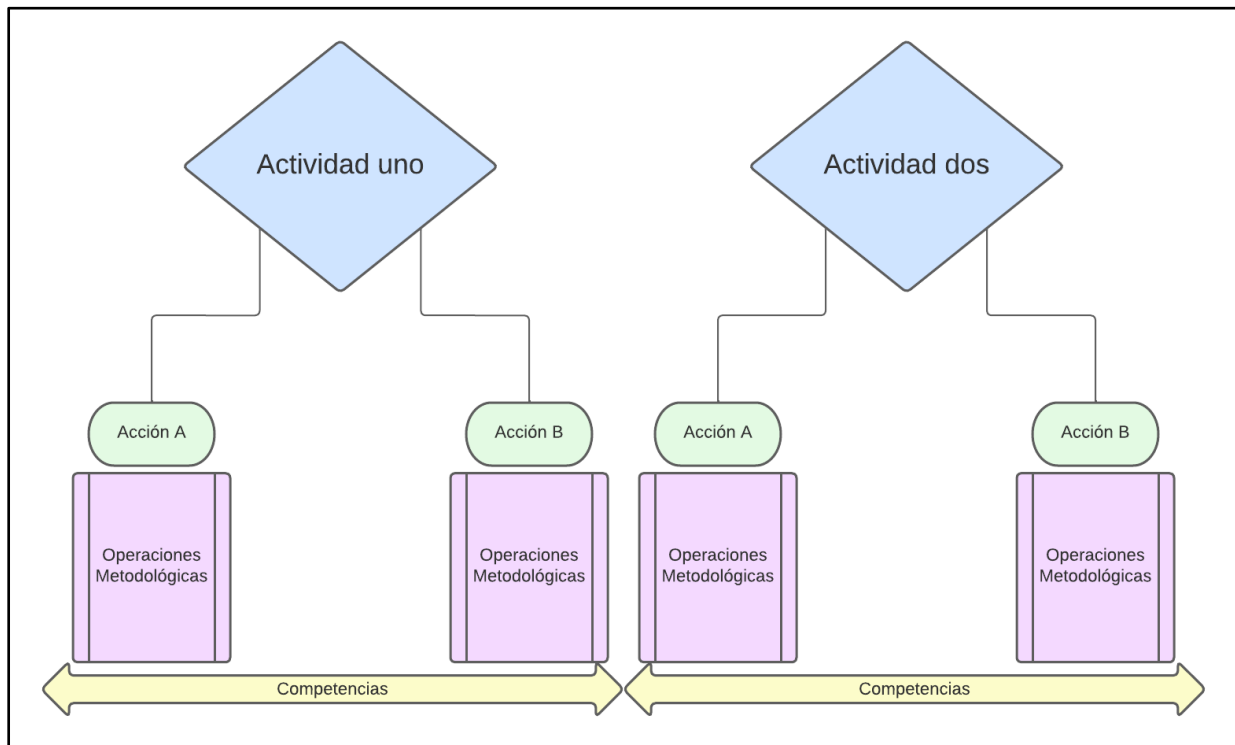 Actividad uno
Actividad dos
Acción A
Acción B
Acción A
Acción B
Operaciones
Metodológicas
Operaciones
Metodológicas
Operaciones
Metodológicas
Operaciones
Metodológicas
Competencias
Competencias